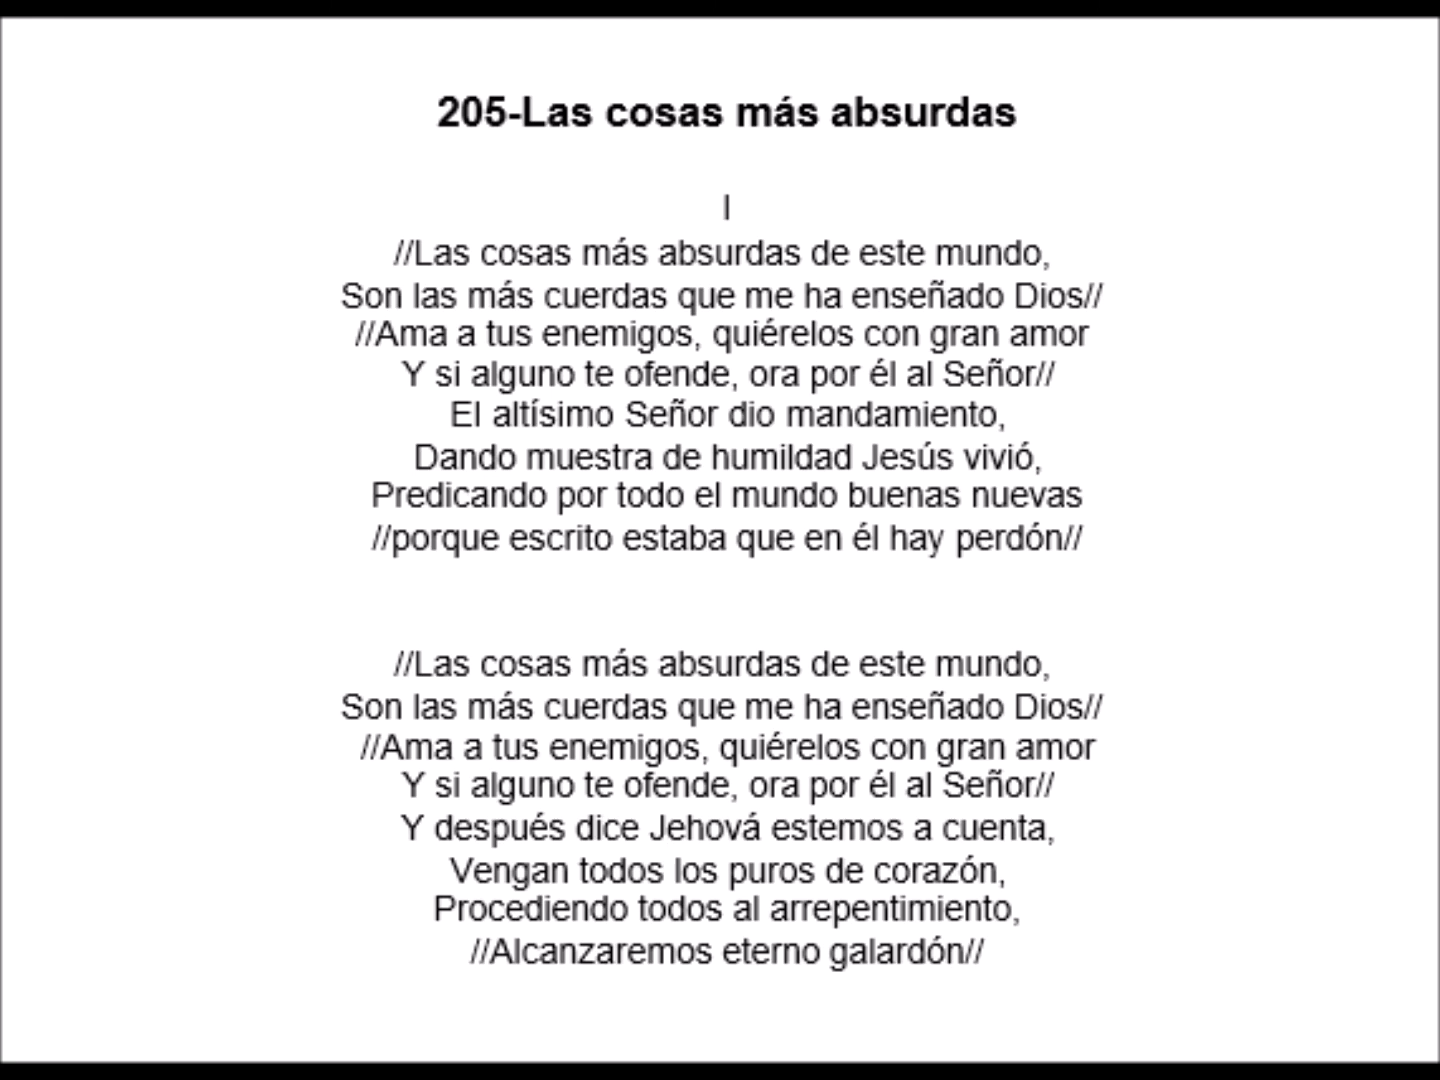 205-Las cosas más absurdas
I
//Las cosas más absurdas de este mundo,
Son las más cuerdas que me ha enseñado Dios//
//Ama a tus enemigos, quiérelos con gran amor
Y si alguno te ofende, ora por él al Señor//
El altísimo Señor dio mandamiento,
Dando muestra de humildad Jesús vivió,
Predicando por todo el mundo buenas nuevas
//porque escrito estaba que en él hay perdón//
//Las cosas más absurdas de este mundo,
Son las más cuerdas que me ha enseñado Dios//
//Ama a tus enemigos, quiérelos con gran amor
Y si alguno te ofende, ora por él al Señor//
Y después dice Jehová estemos a cuenta,
Vengan todos los puros de corazón,
Procediendo todos al arrepentimiento,
//Alcanzaremos eterno galardón//